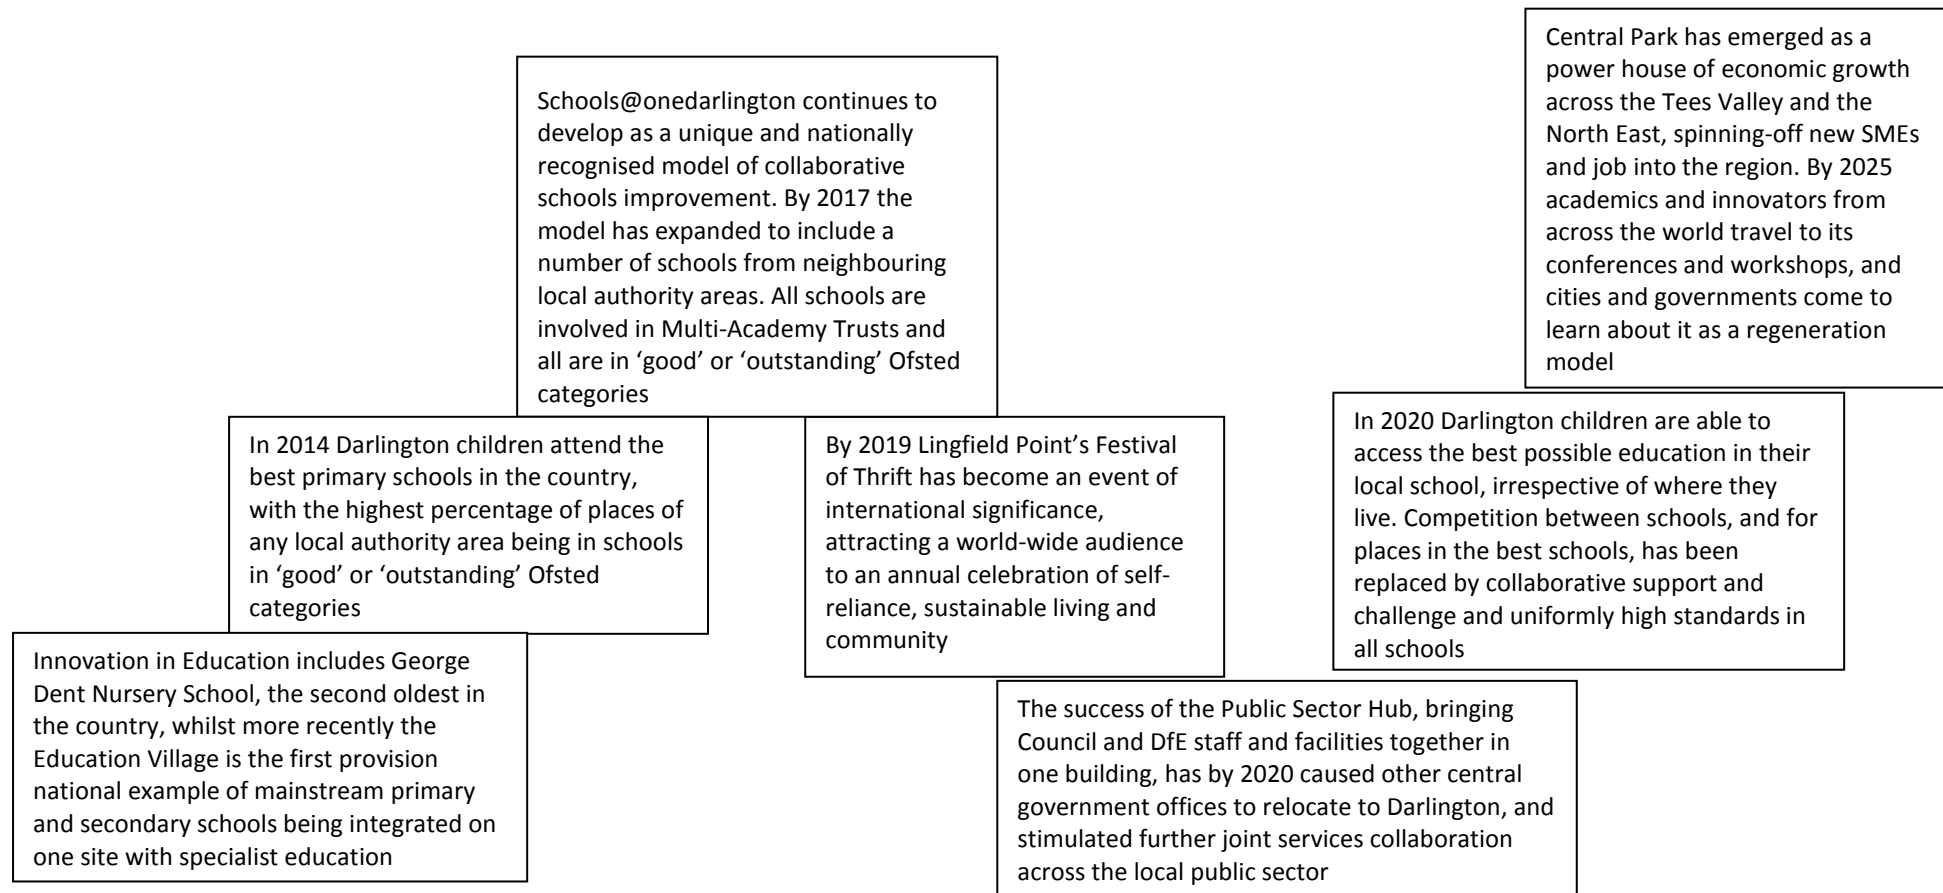 Central Park has emerged as a
power house of economic growth
across the Tees Valley and the
North East, spinning-off new SMEs
and job into the region. By 2025
academics and innovators from
across the world travel to its
conferences and workshops, and
cities and governments come to
learn about it as a regeneration
model
Schools@onedarlington continues to
develop as a unique and nationally
recognised model of collaborative
schools improvement. By 2017 the
model has expanded to include a
number of schools from neighbouring
local authority areas. All schools are
involved in Multi-Academy Trusts and
all are in ‘good’ or ‘outstanding’ Ofsted
categories
In 2014 Darlington children attend the
best primary schools in the country,
with the highest percentage of places of
any local authority area being in schools
in ‘good’ or ‘outstanding’ Ofsted
categories
By 2019 Lingfield Point’s Festival
of Thrift has become an event of
international significance,
attracting a world-wide audience
to an annual celebration of self-
reliance, sustainable living and
community
In 2020 Darlington children are able to
access the best possible education in their
local school, irrespective of where they
live. Competition between schools, and for
places in the best schools, has been
replaced by collaborative support and
challenge and uniformly high standards in
all schools
Innovation in Education includes George
Dent Nursery School, the second oldest in
the country, whilst more recently the
Education Village is the first provision
national example of mainstream primary
and secondary schools being integrated on
one site with specialist education
The success of the Public Sector Hub, bringing
Council and DfE staff and facilities together in
one building, has by 2020 caused other central
government offices to relocate to Darlington, and
stimulated further joint services collaboration
across the local public sector